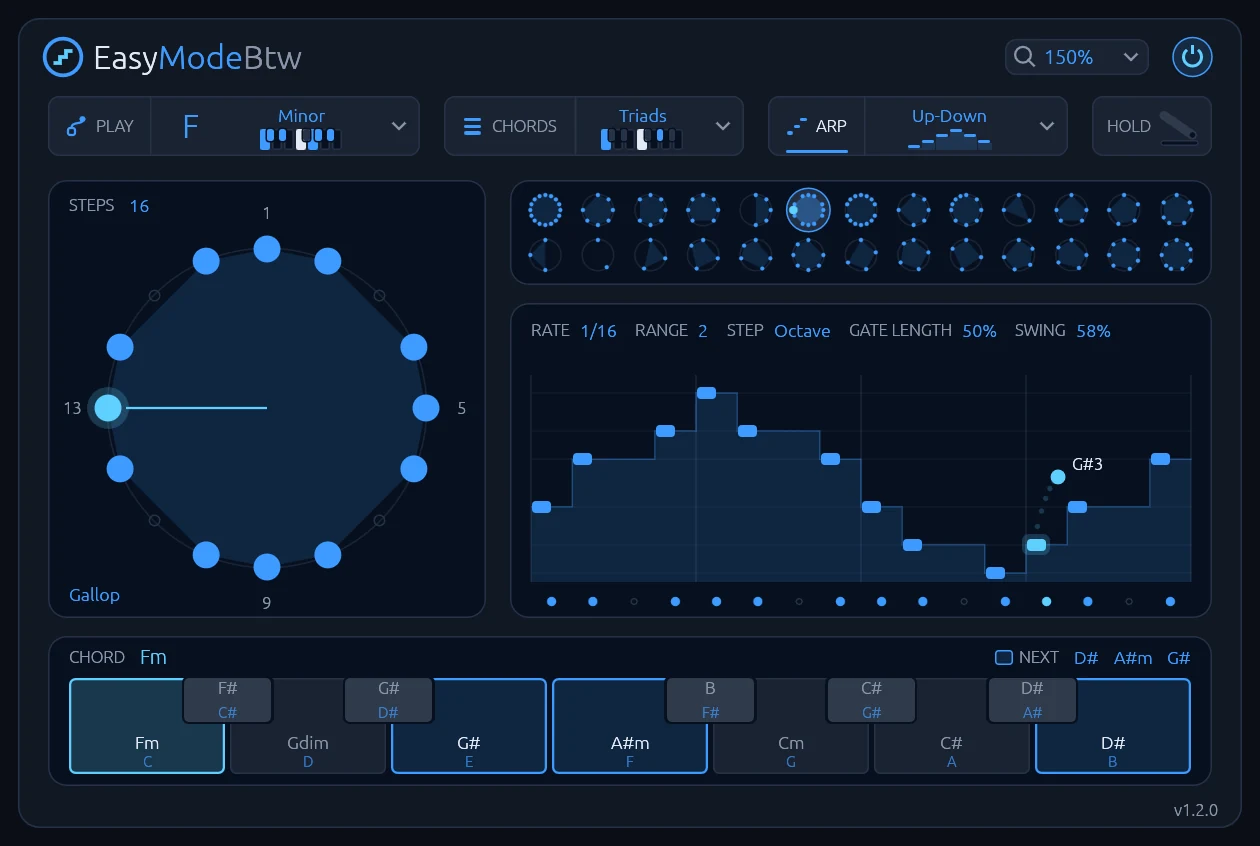 EasyModeBtw
150%
PLAY
F
Minor
CHORDS
Triads
ARP
Up-Down
HOLD
STEPS 16
1
5
9
13
Gallop
RATE 1/16 RANGE 2 STEP Octave GATE LENGTH 50% SWING 58%
G#3
CHORD Fm
NEXT D# A#m G#
F# G# B C# D#
C# D# F# G# A#
Fm Gdim G# A#m Cm C# D#
C D E F G A B
v1.2.0